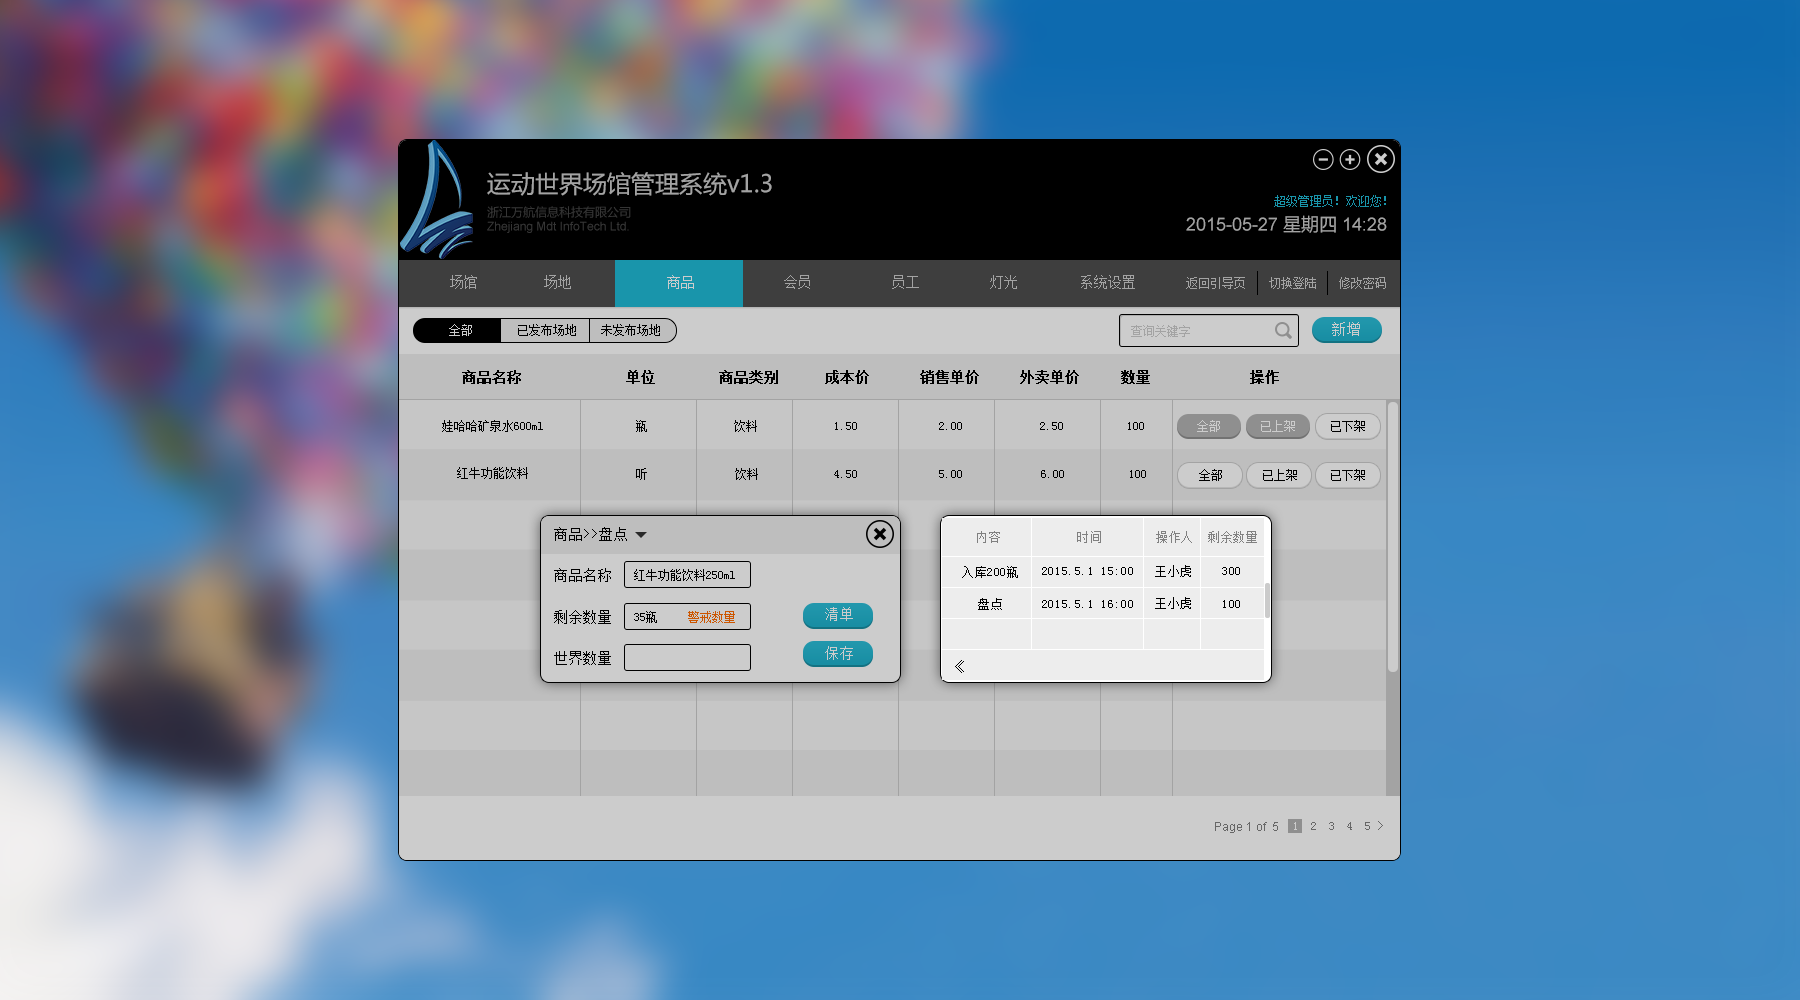 运动世界场馆管理系统v1.3
浙江万航信息科技有限公司
Zhejiang Mdt InfoTech Ltd.
超级管理员！欢迎您！
2015-05-27 星期四 14:28
场馆 场地 商品 会员 员工 灯光 系统设置 返回引导页 切换登陆 修改密码
全部 已发布场地 未发布场地 查询关键字 新增
商品名称 单位 商品类别 成本价 销售单价 外卖单价 数量 操作
娃哈哈矿泉水600ml 瓶 饮料 1.50 2.00 2.50 100 全部 已上架 已下架
红牛功能饮料 听 饮料 4.50 5.00 6.00 100 全部 已上架 已下架
商品>>盘点
商品名称 红牛功能饮料250ml
剩余数量 35瓶 警戒数量 清单
世界数量 保存
内容 时间 操作人 剩余数量
入库200瓶 2015.5.1 15:00 王小虎 300
盘点 2015.5.1 16:00 王小虎 100
Page 1 of 5 1 2 3 4 5 >